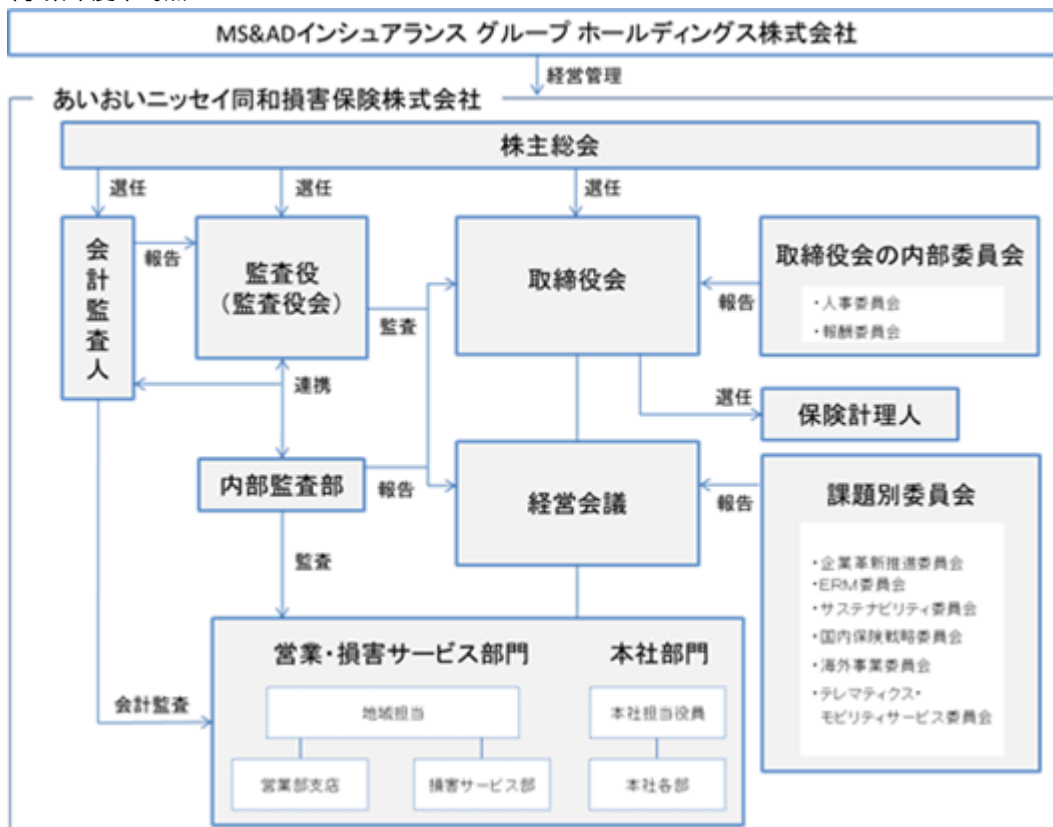 MS&ADインシュアランス グループ ホールディングス株式会社
経営管理
あいおいニッセイ同和損害保険株式会社
株主総会
選任
選任
選任
会計監査人
報告
監査役
(監査役会)
監査
取締役会
報告
取締役会の内部委員会
・人事委員会
・報酬委員会
連携
選任
保険計理人
内部監査部
報告
経営会議
報告
課題別委員会
・企業革新推進委員会
・ERM委員会
・サステナビリティ委員会
・国内保険戦略委員会
・海外事業委員会
・テレマティクス・
モビリティサービス委員会
監査
会計監査
営業・損害サービス部門
本社部門
地域担当
本社担当役員
営業部支店
損害サービス部
本社各部